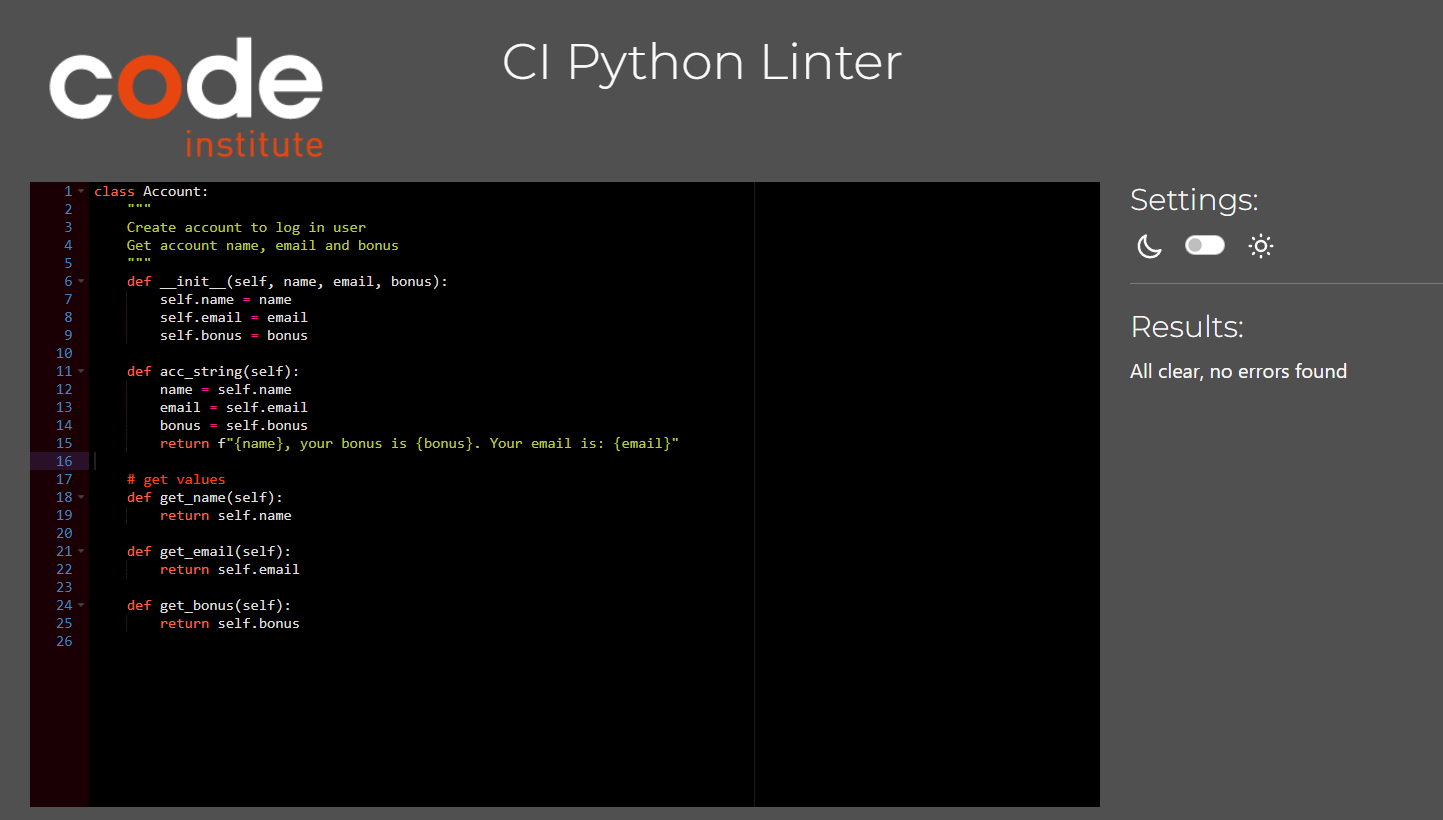 code
institute
CI Python Linter
1 class Account:
2     """
3     Create account to log in user
4     Get account name, email and bonus
5     """
6     def __init__(self, name, email, bonus):
7         self.name = name
8         self.email = email
9         self.bonus = bonus
10
11     def acc_string(self):
12         name = self.name
13         email = self.email
14         bonus = self.bonus
15         return f"{name}, your bonus is {bonus}. Your email is: {email}"
16
17     # get values
18     def get_name(self):
19         return self.name
20
21     def get_email(self):
22         return self.email
23
24     def get_bonus(self):
25         return self.bonus
26
Settings:
Results:
All clear, no errors found